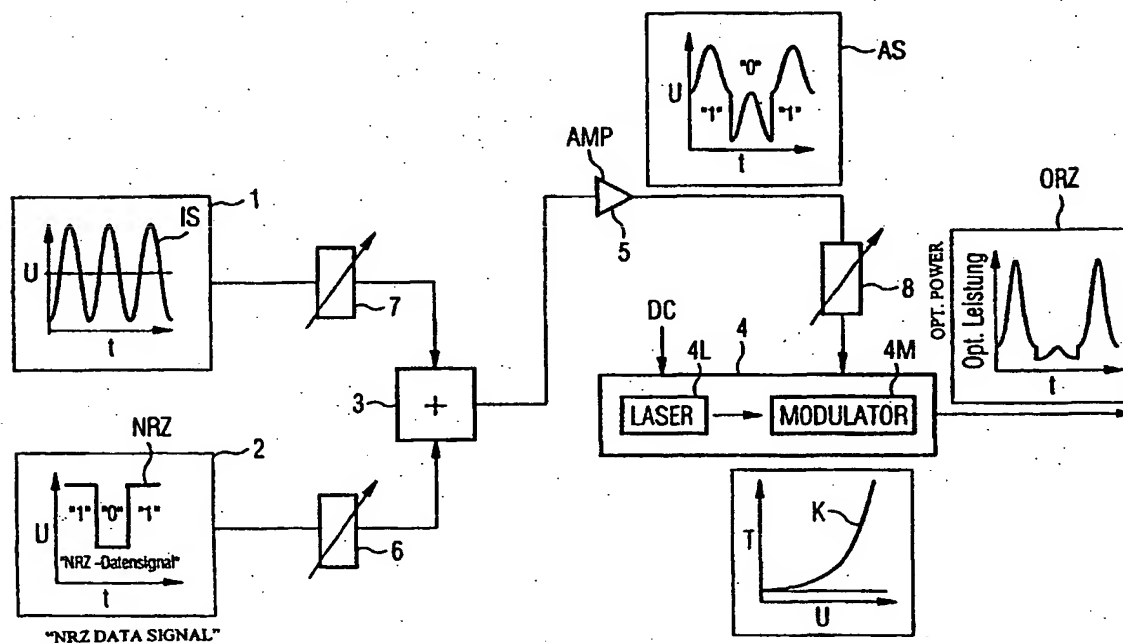 "0"
U
"1" "1"
t
AS
AMP
5
1
IS
U
t
7
8
ORZ
OPT. POWER
Opt. Leistung
t
DC
4
4L
4M
LASER
MODULATOR
3
+
NRZ
2
"1" "0" "1"
U
"NRZ-Datensignal"
t
6
K
T
U
"NRZ DATA SIGNAL"